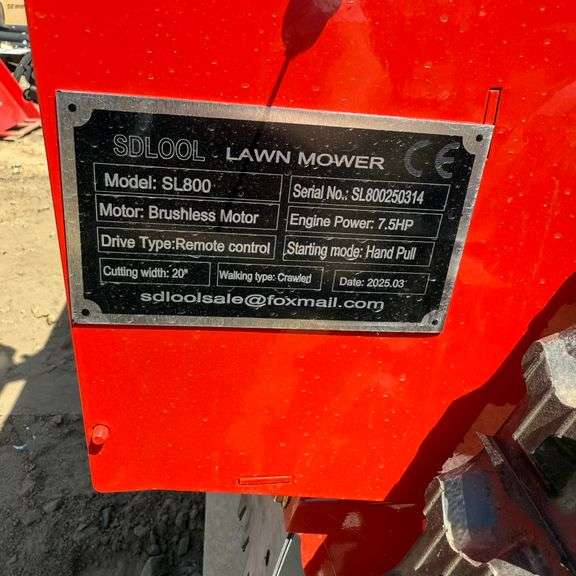 SDLOOL LAWN MOWER CE
Model: SL800 Serial No.: SL800250314
Motor: Brushless Motor Engine Power: 7.5HP
Drive Type:Remote control Starting mode: Hand Pull
Cutting width: 20" Walking type: Crawled Date: 2025.03
sdloolsale@foxmail.com